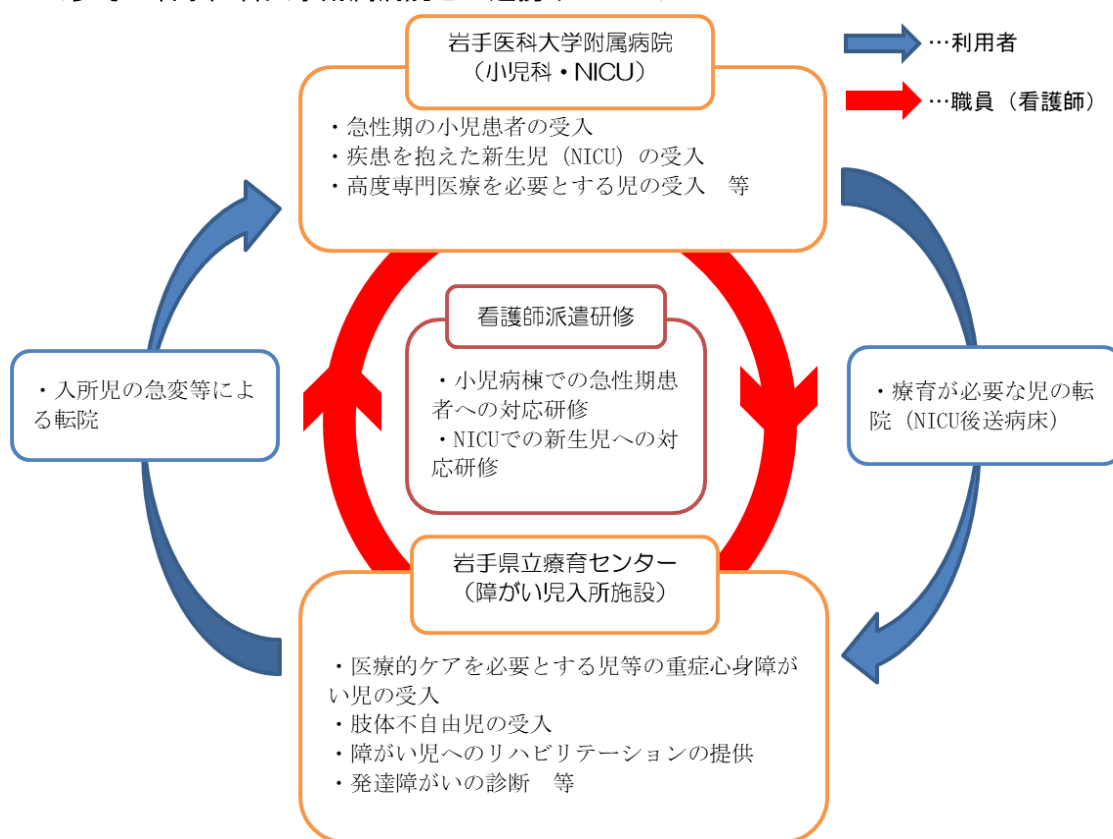 岩手医科大学附属病院
（小児科・NICU）
・急性期の小児患者の受入
・疾患を抱えた新生児（NICU）の受入
・高度専門医療を必要とする児の受入　等
…利用者
…職員（看護師）
看護師派遣研修
・小児病棟での急性期患
者への対応研修
・NICUでの新生児への対
応研修
・入所児の急変等によ
る転院
・療育が必要な児の転
院（NICU後送病床）
岩手県立療育センター
（障がい児入所施設）
・医療的ケアを必要とする児等の重症心身障が
い児の受入
・肢体不自由児の受入
・障がい児へのリハビリテーションの提供
・発達障がいの診断　等